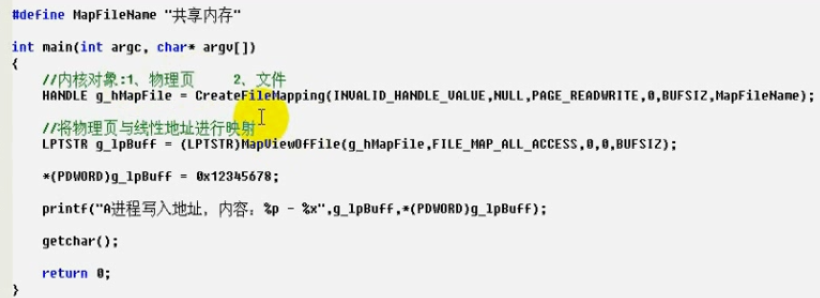 #define MapFileName "共享内存"
int main(int argc, char* argv[])
{
//内核对象:1、物理页 2、文件
HANDLE g_hMapFile = CreateFileMapping(INVALID_HANDLE_VALUE,NULL,PAGE_READWRITE,0,BUFSIZ,MapFileName);
//将物理页与线性地址进行映射
LPTSTR g_lpBuff = (LPTSTR)MapViewOfFile(g_hMapFile,FILE_MAP_ALL_ACCESS,0,0,BUFSIZ);
*(PDWORD)g_lpBuff = 0x12345678;
printf("A进程写入地址，内容：%p - %x",g_lpBuff,*(PDWORD)g_lpBuff);
getchar();
return 0;
}